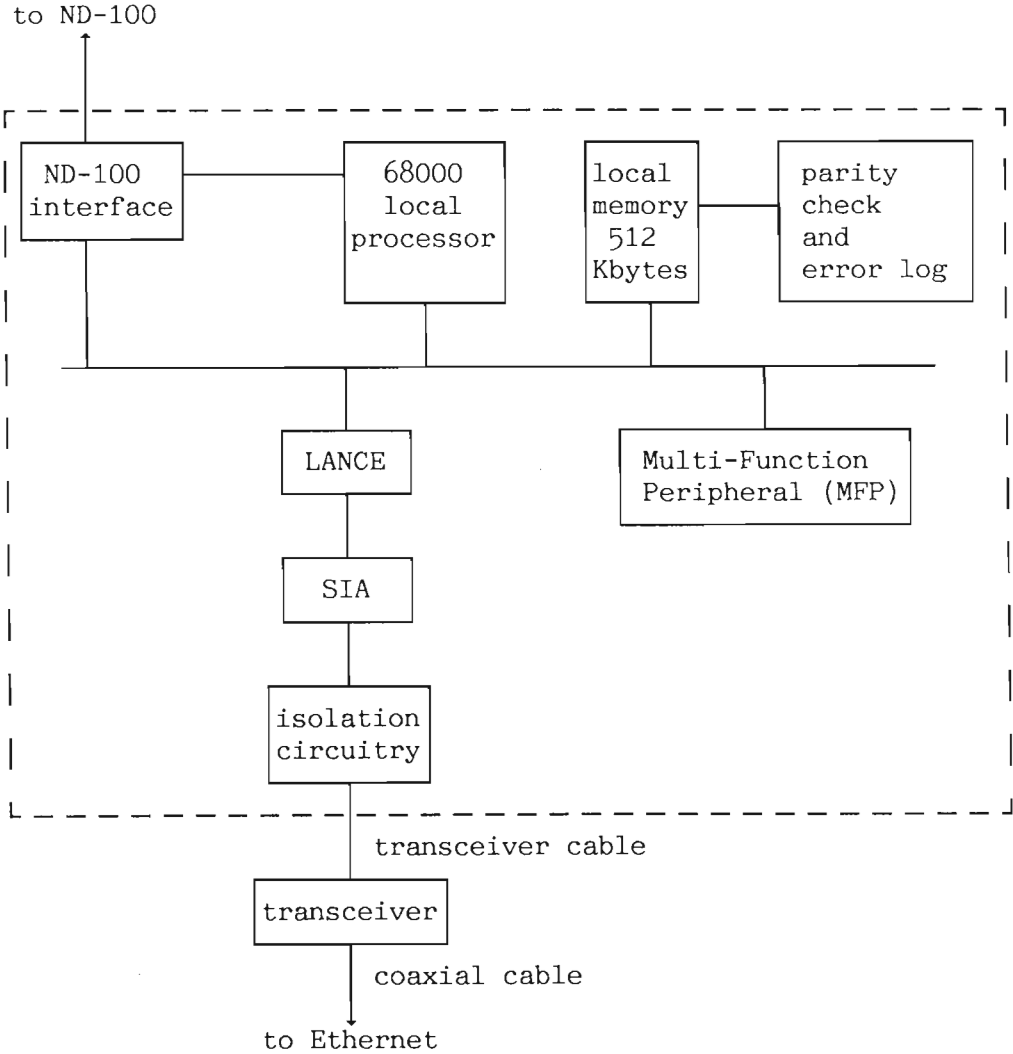 to ND-100
ND-100
interface
68000
local
processor
local
memory
512
Kbytes
parity
check
and
error log
LANCE
Multi-Function
Peripheral (MFP)
SIA
isolation
circuitry
transceiver cable
transceiver
coaxial cable
to Ethernet